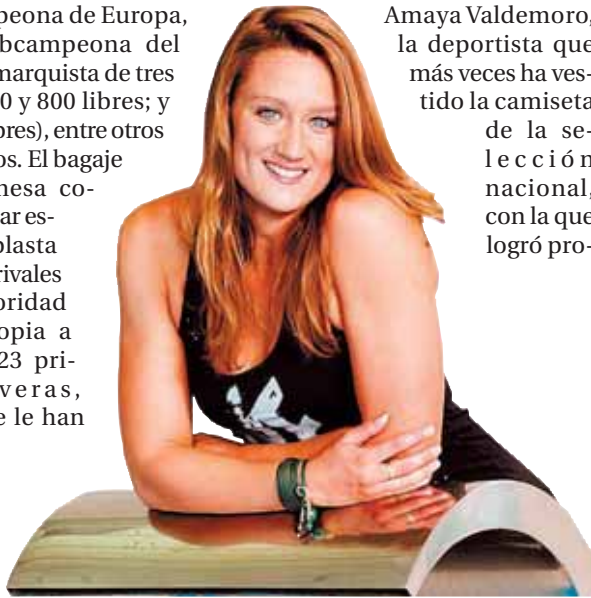 peona de Europa,
bcampeona del
marquista de tres
0 y 800 libres; y
bres), entre otros
os. El bagaje
nesa co-
ar es-
plasta
rivales
oridad
opia a
23 pri-
veras,
e le han
Amaya Valdemoro,
la deportista que
más veces ha ves-
tido la camiseta
de la se-
lección
nacional,
con la que
logró pro-